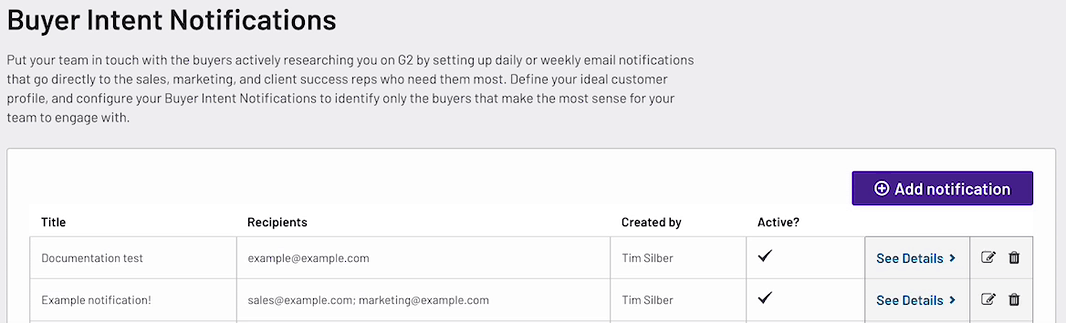 Buyer Intent Notifications
Put your team in touch with the buyers actively researching you on G2 by setting up daily or weekly email notifications
that go directly to the sales, marketing, and client success reps who need them most. Define your ideal customer
profile, and configure your Buyer Intent Notifications to identify only the buyers that make the most sense for your
team to engage with.
Add notification
Title Recipients Created by Active?
Documentation test example@example.com Tim Silber See Details
Example notification! sales@example.com; marketing@example.com Tim Silber See Details